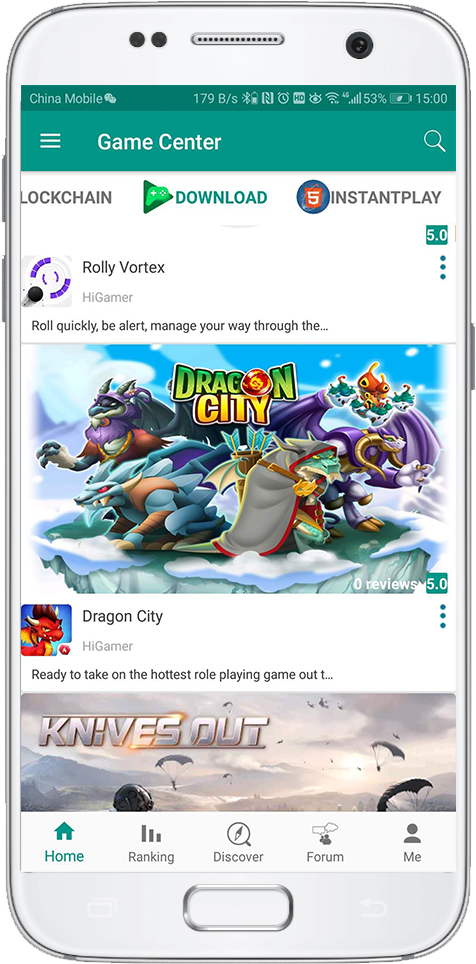 China Mobile 179 B/s HD 4G 53% 15:00
Game Center
LOCKCHAIN DOWNLOAD 5 INSTANTPLAY
5.0
Rolly Vortex
HiGamer
Roll quickly, be alert, manage your way through the...
DRAGON
CITY
0 reviews 5.0
Dragon City
HiGamer
Ready to take on the hottest role playing game out t...
KNIVES OUT
Home Ranking Discover Forum Me